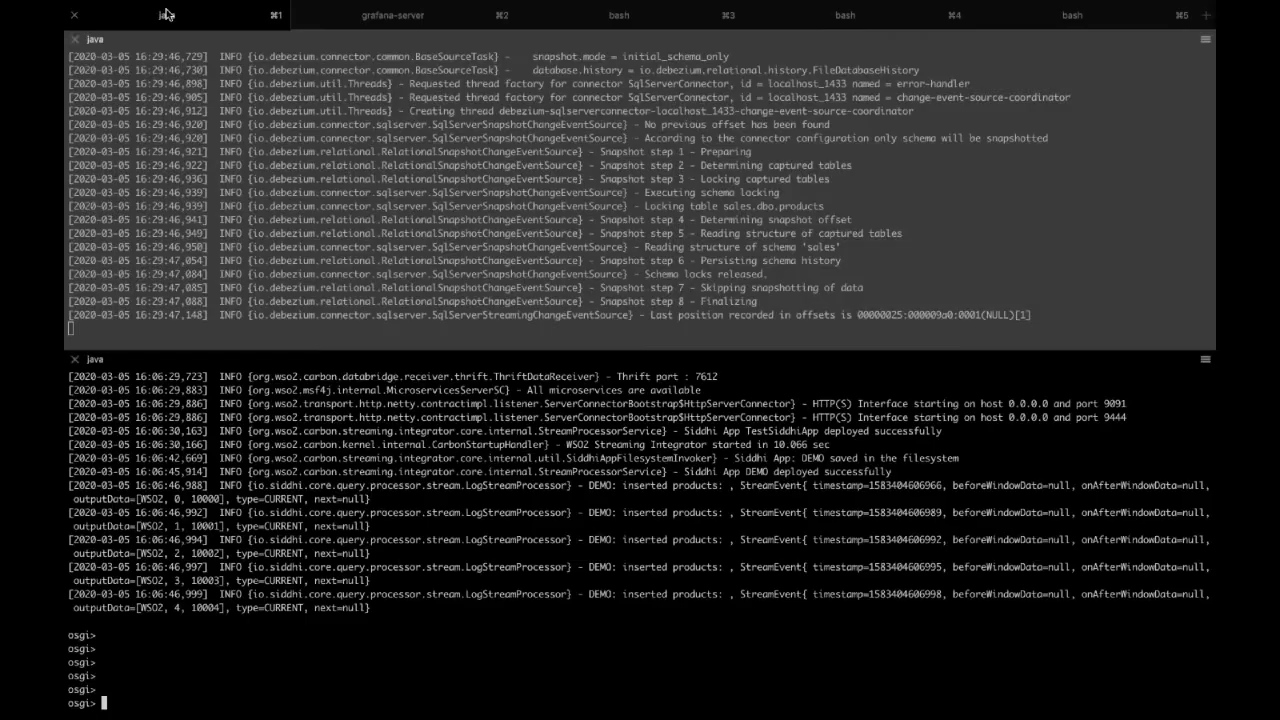 java ⌘1 grafana-server ⌘2 bash ⌘3 bash ⌘4 bash ⌘5
java
[2020-03-05 16:29:46,729]  INFO {io.debezium.connector.common.BaseSourceTask} -    snapshot.mode = initial_schema_only
[2020-03-05 16:29:46,730]  INFO {io.debezium.connector.common.BaseSourceTask} -    database.history = io.debezium.relational.history.FileDatabaseHistory
[2020-03-05 16:29:46,898]  INFO {io.debezium.util.Threads} - Requested thread factory for connector SqlServerConnector, id = localhost_1433 named = error-handler
[2020-03-05 16:29:46,905]  INFO {io.debezium.util.Threads} - Requested thread factory for connector SqlServerConnector, id = localhost_1433 named = change-event-source-coordinator
[2020-03-05 16:29:46,912]  INFO {io.debezium.util.Threads} - Creating thread debezium-sqlserverconnector-localhost_1433-change-event-source-coordinator
[2020-03-05 16:29:46,920]  INFO {io.debezium.connector.sqlserver.SqlServerSnapshotChangeEventSource} - No previous offset has been found
[2020-03-05 16:29:46,920]  INFO {io.debezium.connector.sqlserver.SqlServerSnapshotChangeEventSource} - According to the connector configuration only schema will be snapshotted
[2020-03-05 16:29:46,921]  INFO {io.debezium.relational.RelationalSnapshotChangeEventSource} - Snapshot step 1 - Preparing
[2020-03-05 16:29:46,922]  INFO {io.debezium.relational.RelationalSnapshotChangeEventSource} - Snapshot step 2 - Determining captured tables
[2020-03-05 16:29:46,936]  INFO {io.debezium.relational.RelationalSnapshotChangeEventSource} - Snapshot step 3 - Locking captured tables
[2020-03-05 16:29:46,939]  INFO {io.debezium.connector.sqlserver.SqlServerSnapshotChangeEventSource} - Executing schema locking
[2020-03-05 16:29:46,939]  INFO {io.debezium.connector.sqlserver.SqlServerSnapshotChangeEventSource} - Locking table sales.dbo.products
[2020-03-05 16:29:46,941]  INFO {io.debezium.relational.RelationalSnapshotChangeEventSource} - Snapshot step 4 - Determining snapshot offset
[2020-03-05 16:29:46,949]  INFO {io.debezium.relational.RelationalSnapshotChangeEventSource} - Snapshot step 5 - Reading structure of captured tables
[2020-03-05 16:29:46,950]  INFO {io.debezium.connector.sqlserver.SqlServerSnapshotChangeEventSource} - Reading structure of schema 'sales'
[2020-03-05 16:29:47,054]  INFO {io.debezium.relational.RelationalSnapshotChangeEventSource} - Snapshot step 6 - Persisting schema history
[2020-03-05 16:29:47,084]  INFO {io.debezium.connector.sqlserver.SqlServerSnapshotChangeEventSource} - Schema locks released.
[2020-03-05 16:29:47,085]  INFO {io.debezium.relational.RelationalSnapshotChangeEventSource} - Snapshot step 7 - Skipping snapshotting of data
[2020-03-05 16:29:47,088]  INFO {io.debezium.relational.RelationalSnapshotChangeEventSource} - Snapshot step 8 - Finalizing
[2020-03-05 16:29:47,148]  INFO {io.debezium.connector.sqlserver.SqlServerStreamingChangeEventSource} - Last position recorded in offsets is 00000025:000009a0:0001(NULL)[1]
java
[2020-03-05 16:06:29,723]  INFO {org.wso2.carbon.databridge.receiver.thrift.ThriftDataReceiver} - Thrift port : 7612
[2020-03-05 16:06:29,883]  INFO {org.wso2.msf4j.internal.MicroservicesServerSC} - All microservices are available
[2020-03-05 16:06:29,886]  INFO {org.wso2.transport.http.netty.contractimpl.listener.ServerConnectorBootstrap$HttpServerConnector} - HTTP(S) Interface starting on host 0.0.0.0 and port 9091
[2020-03-05 16:06:29,886]  INFO {org.wso2.transport.http.netty.contractimpl.listener.ServerConnectorBootstrap$HttpServerConnector} - HTTP(S) Interface starting on host 0.0.0.0 and port 9444
[2020-03-05 16:06:30,163]  INFO {org.wso2.carbon.streaming.integrator.core.internal.StreamProcessorService} - Siddhi App TestSiddhiApp deployed successfully
[2020-03-05 16:06:30,166]  INFO {org.wso2.carbon.kernel.internal.CarbonStartupHandler} - WSO2 Streaming Integrator started in 10.066 sec
[2020-03-05 16:06:42,669]  INFO {org.wso2.carbon.streaming.integrator.core.internal.util.SiddhiAppFilesystemInvoker} - Siddhi App: DEMO saved in the filesystem
[2020-03-05 16:06:45,914]  INFO {org.wso2.carbon.streaming.integrator.core.internal.StreamProcessorService} - Siddhi App DEMO deployed successfully
[2020-03-05 16:06:46,988]  INFO {io.siddhi.core.query.processor.stream.LogStreamProcessor} - DEMO: inserted products: , StreamEvent{ timestamp=1583404606966, beforeWindowData=null, onAfterWindowData=null,
outputData=[WSO2, 0, 10000], type=CURRENT, next=null}
[2020-03-05 16:06:46,992]  INFO {io.siddhi.core.query.processor.stream.LogStreamProcessor} - DEMO: inserted products: , StreamEvent{ timestamp=1583404606989, beforeWindowData=null, onAfterWindowData=null,
outputData=[WSO2, 1, 10001], type=CURRENT, next=null}
[2020-03-05 16:06:46,994]  INFO {io.siddhi.core.query.processor.stream.LogStreamProcessor} - DEMO: inserted products: , StreamEvent{ timestamp=1583404606992, beforeWindowData=null, onAfterWindowData=null,
outputData=[WSO2, 2, 10002], type=CURRENT, next=null}
[2020-03-05 16:06:46,997]  INFO {io.siddhi.core.query.processor.stream.LogStreamProcessor} - DEMO: inserted products: , StreamEvent{ timestamp=1583404606995, beforeWindowData=null, onAfterWindowData=null,
outputData=[WSO2, 3, 10003], type=CURRENT, next=null}
[2020-03-05 16:06:46,999]  INFO {io.siddhi.core.query.processor.stream.LogStreamProcessor} - DEMO: inserted products: , StreamEvent{ timestamp=1583404606998, beforeWindowData=null, onAfterWindowData=null,
outputData=[WSO2, 4, 10004], type=CURRENT, next=null}
osgi>
osgi>
osgi>
osgi>
osgi>
osgi>